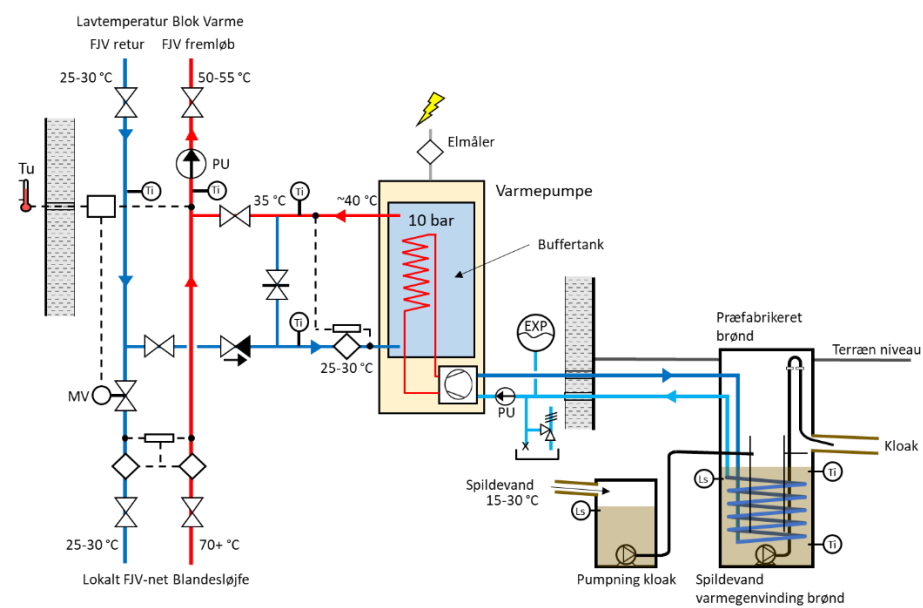 Lavtemperatur Blok Varme
FJV retur
FJV fremløb
25-30 °C
50-55 °C
Elmåler
PU
Tu
Ti
Ti
Ti
35 °C
~40 °C
Varmepumpe
10 bar
Buffertank
EXP
Præfabrikeret
brønd
Terræn niveau
Ti
25-30 °C
MV
PU
x
Kloak
Spildevand
15-30 °C
Ls
Ls
Ti
Ti
25-30 °C
70+ °C
Lokalt FJV-net Blandesløjfe
Pumpning kloak
Spildevand
varmegenvinding brønd